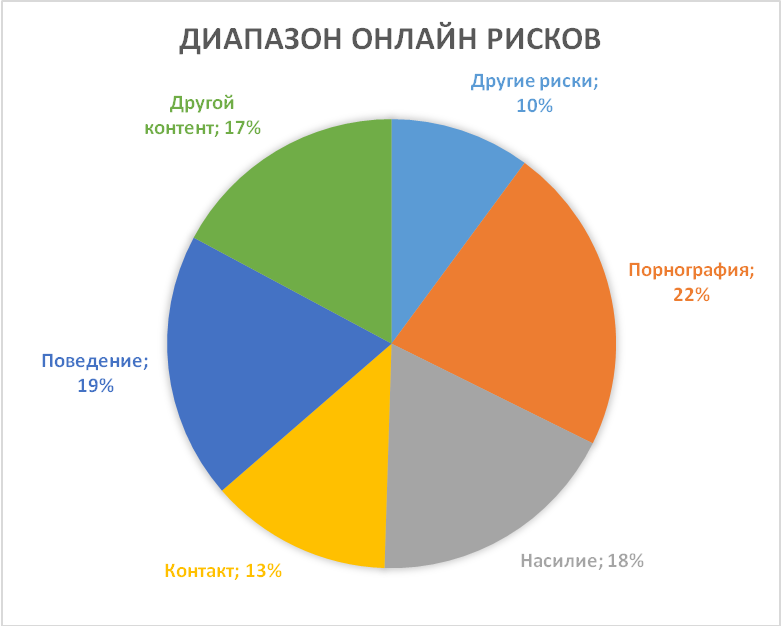 ДИАПАЗОН ОНЛАЙН РИСКОВ
Другие риски;
10%
Другой
контент; 17%
Порнография;
22%
Поведение;
19%
Насилие; 18%
Контакт; 13%